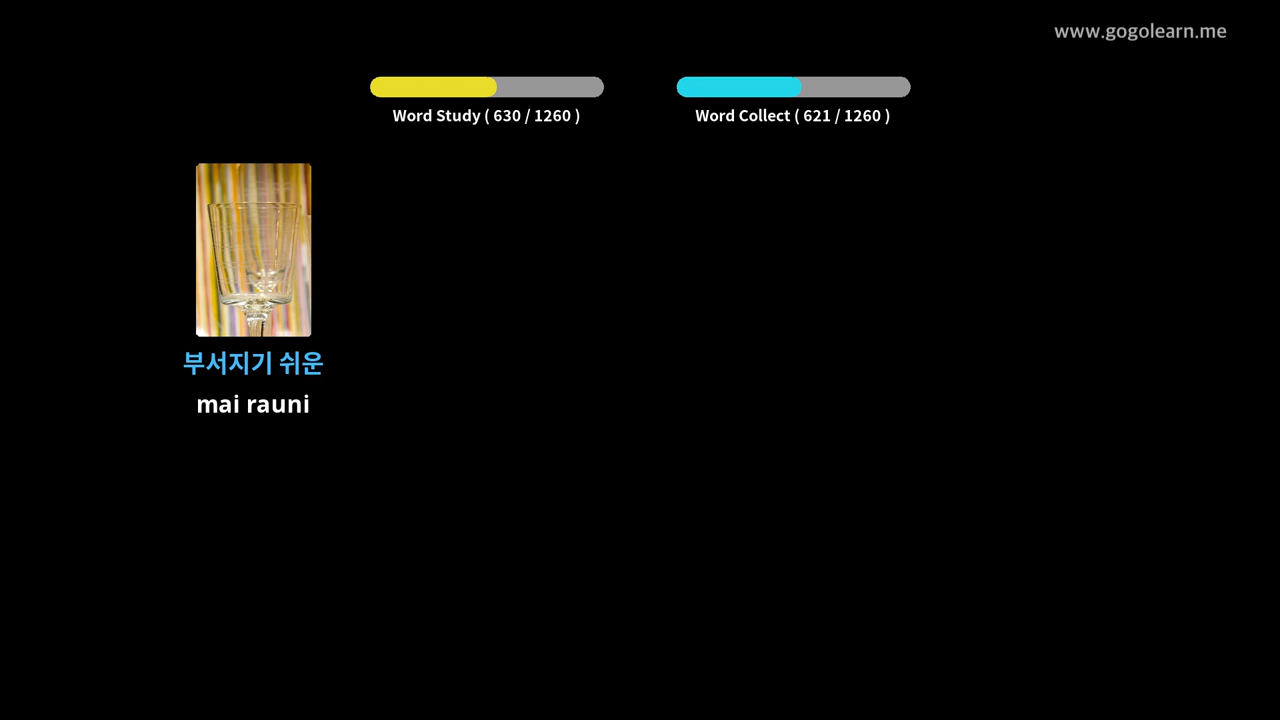 www.gogolearn.me
Word Study ( 630 / 1260 )
Word Collect ( 621 / 1260 )
부서지기 쉬운
mai rauni